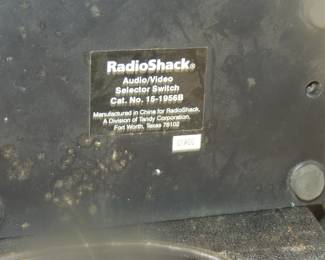 RadioShack®
Audio/Video
Selector Switch
Cat. No. 15-1956B
Manufactured in China for RadioShack,
A Division of Tandy Corporation,
Fort Worth, Texas 76102